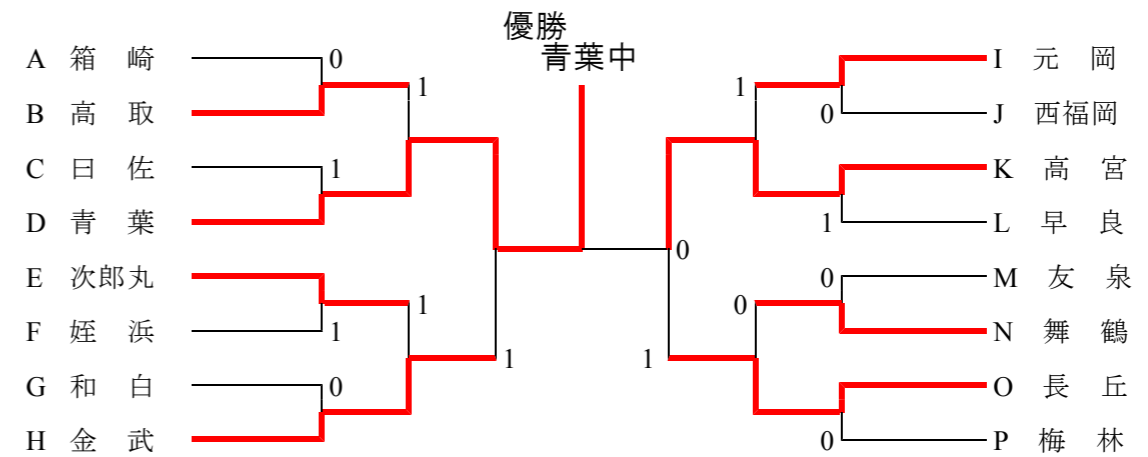 優勝
青葉中
A 箱崎
0
B 高取
1
C 曰佐
1
D 青葉
E 次郎丸
1
F 姪浜
1
G 和白
0
H 金武
1
I 元岡
1
J 西福岡
0
K 高宮
L 早良
1
0
M 友泉
0
0
N 舞鶴
1
O 長丘
P 梅林
0